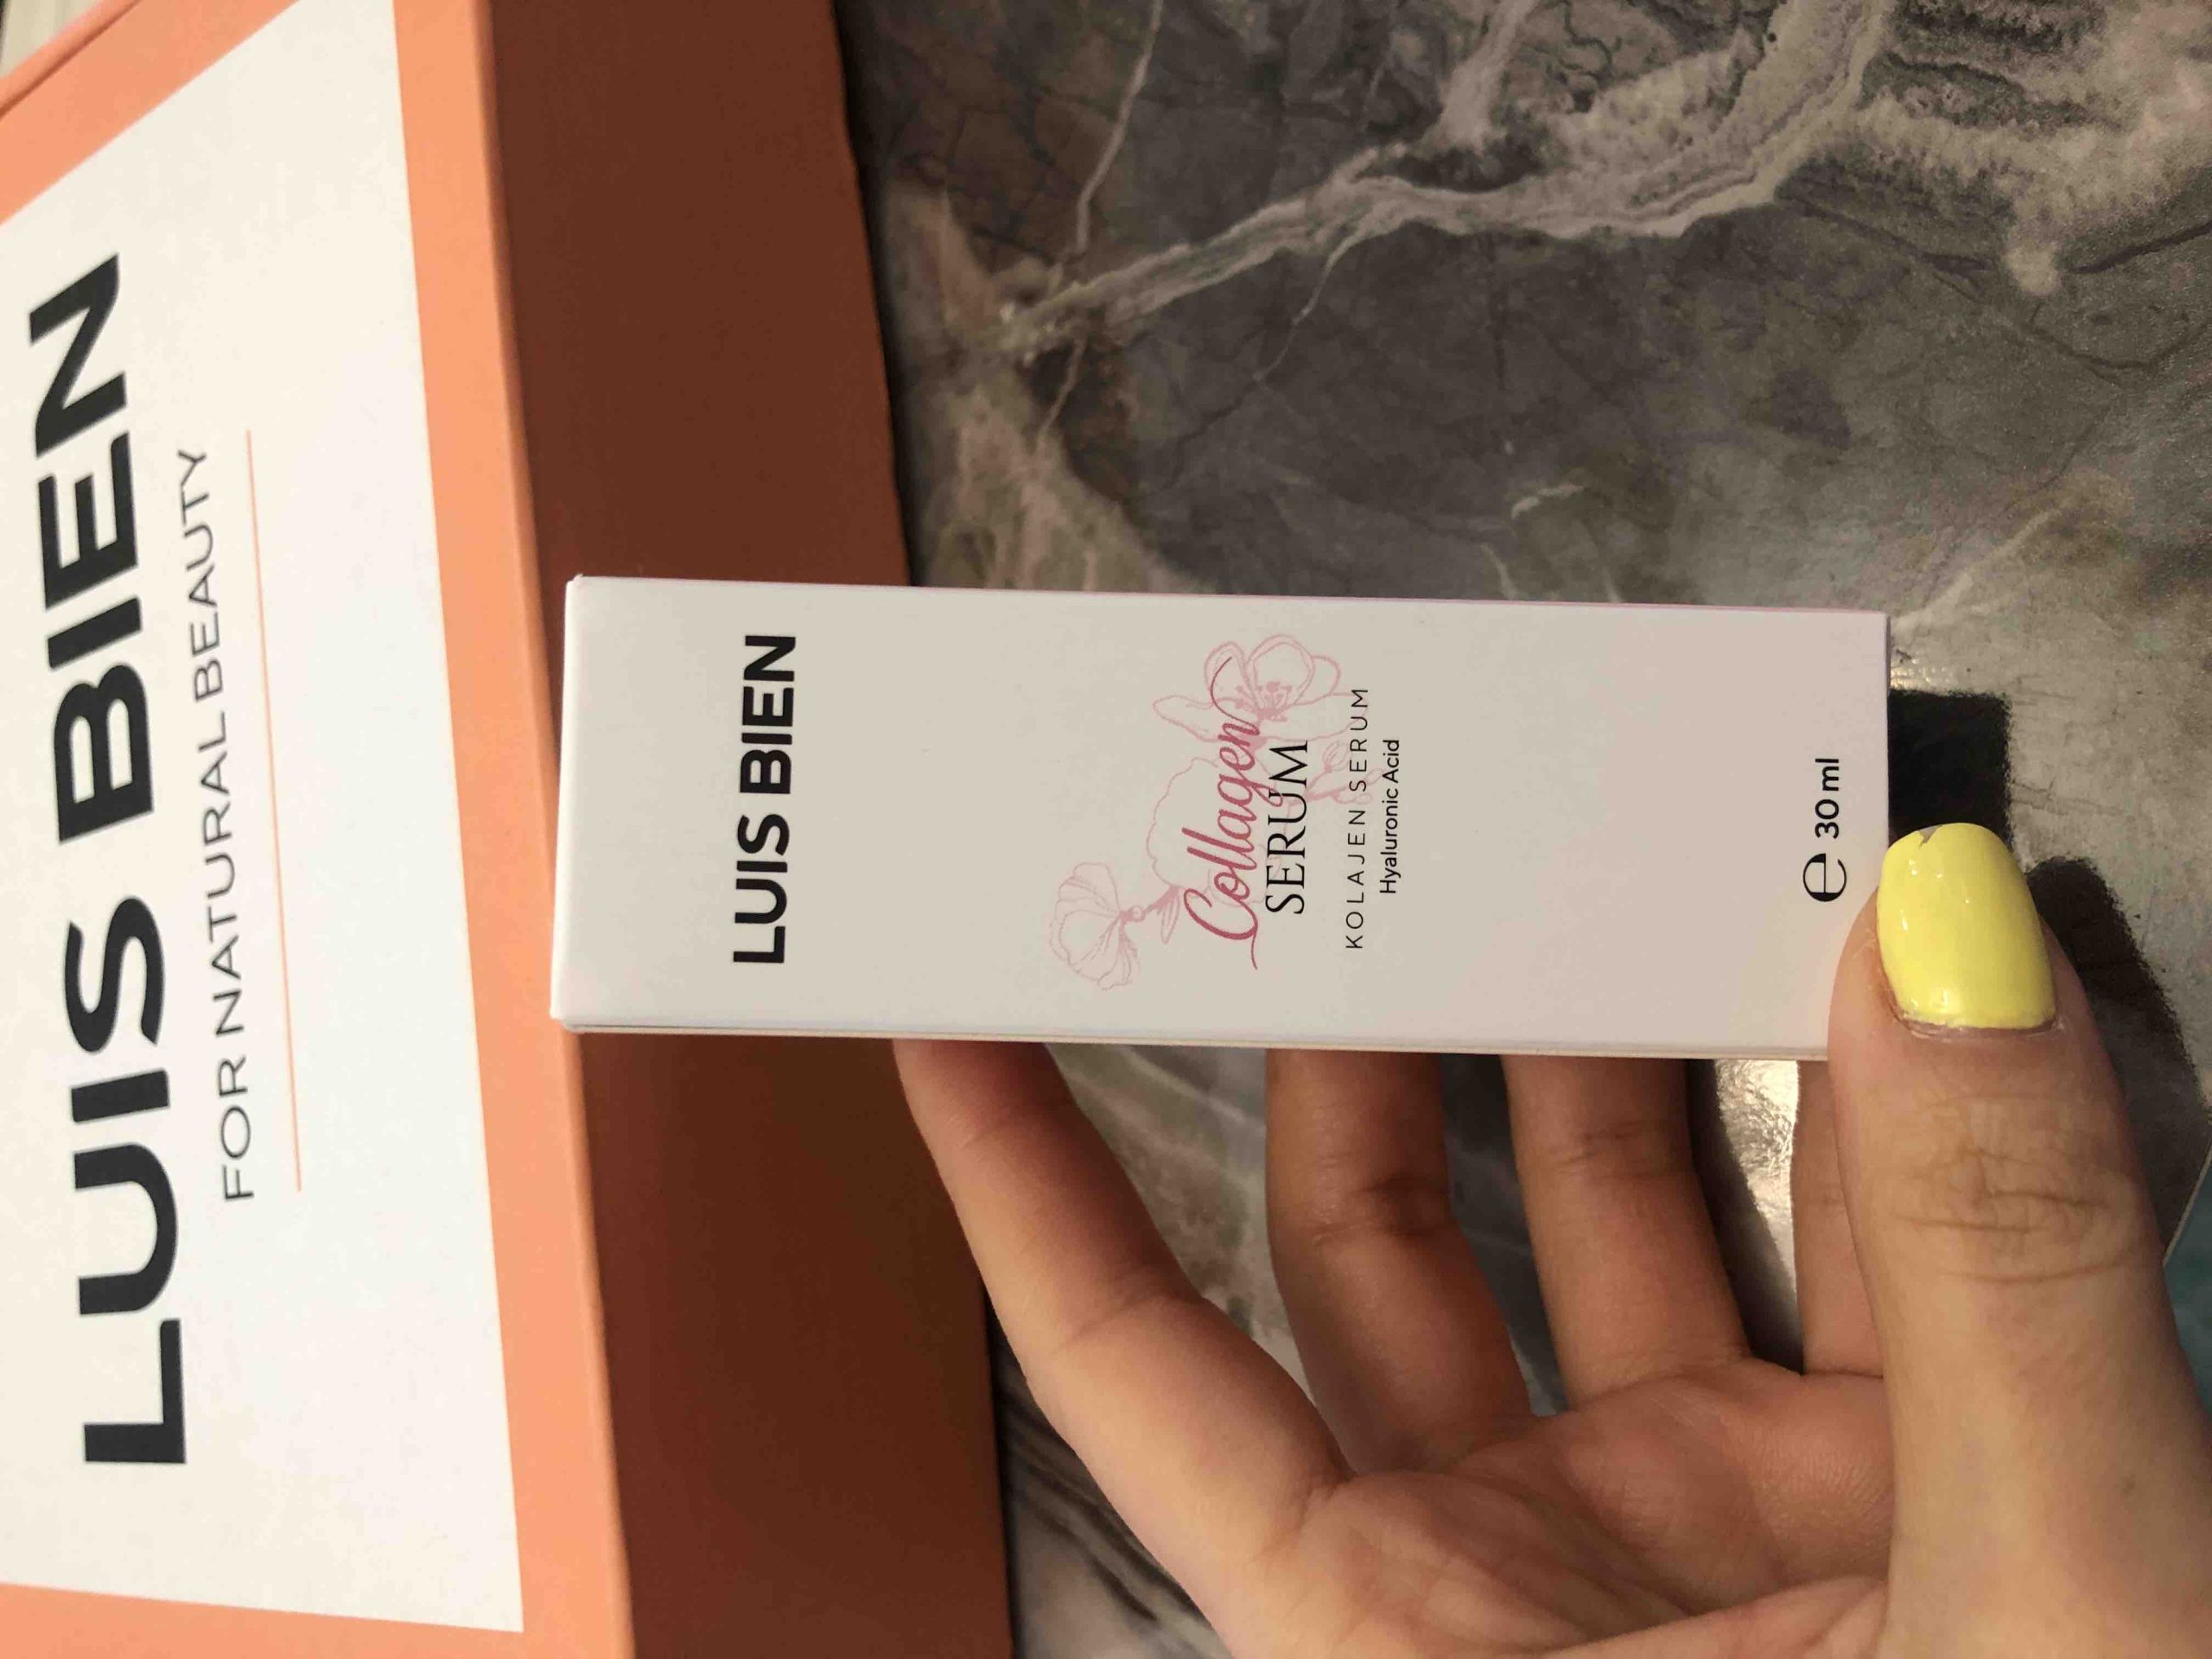 LUIS BIEN
FOR NATURAL BEAUTY
LUIS BIEN
Collagen
SERUM
KOLAJEN SERUM
Hyaluronic Acid
℮ 30 ml